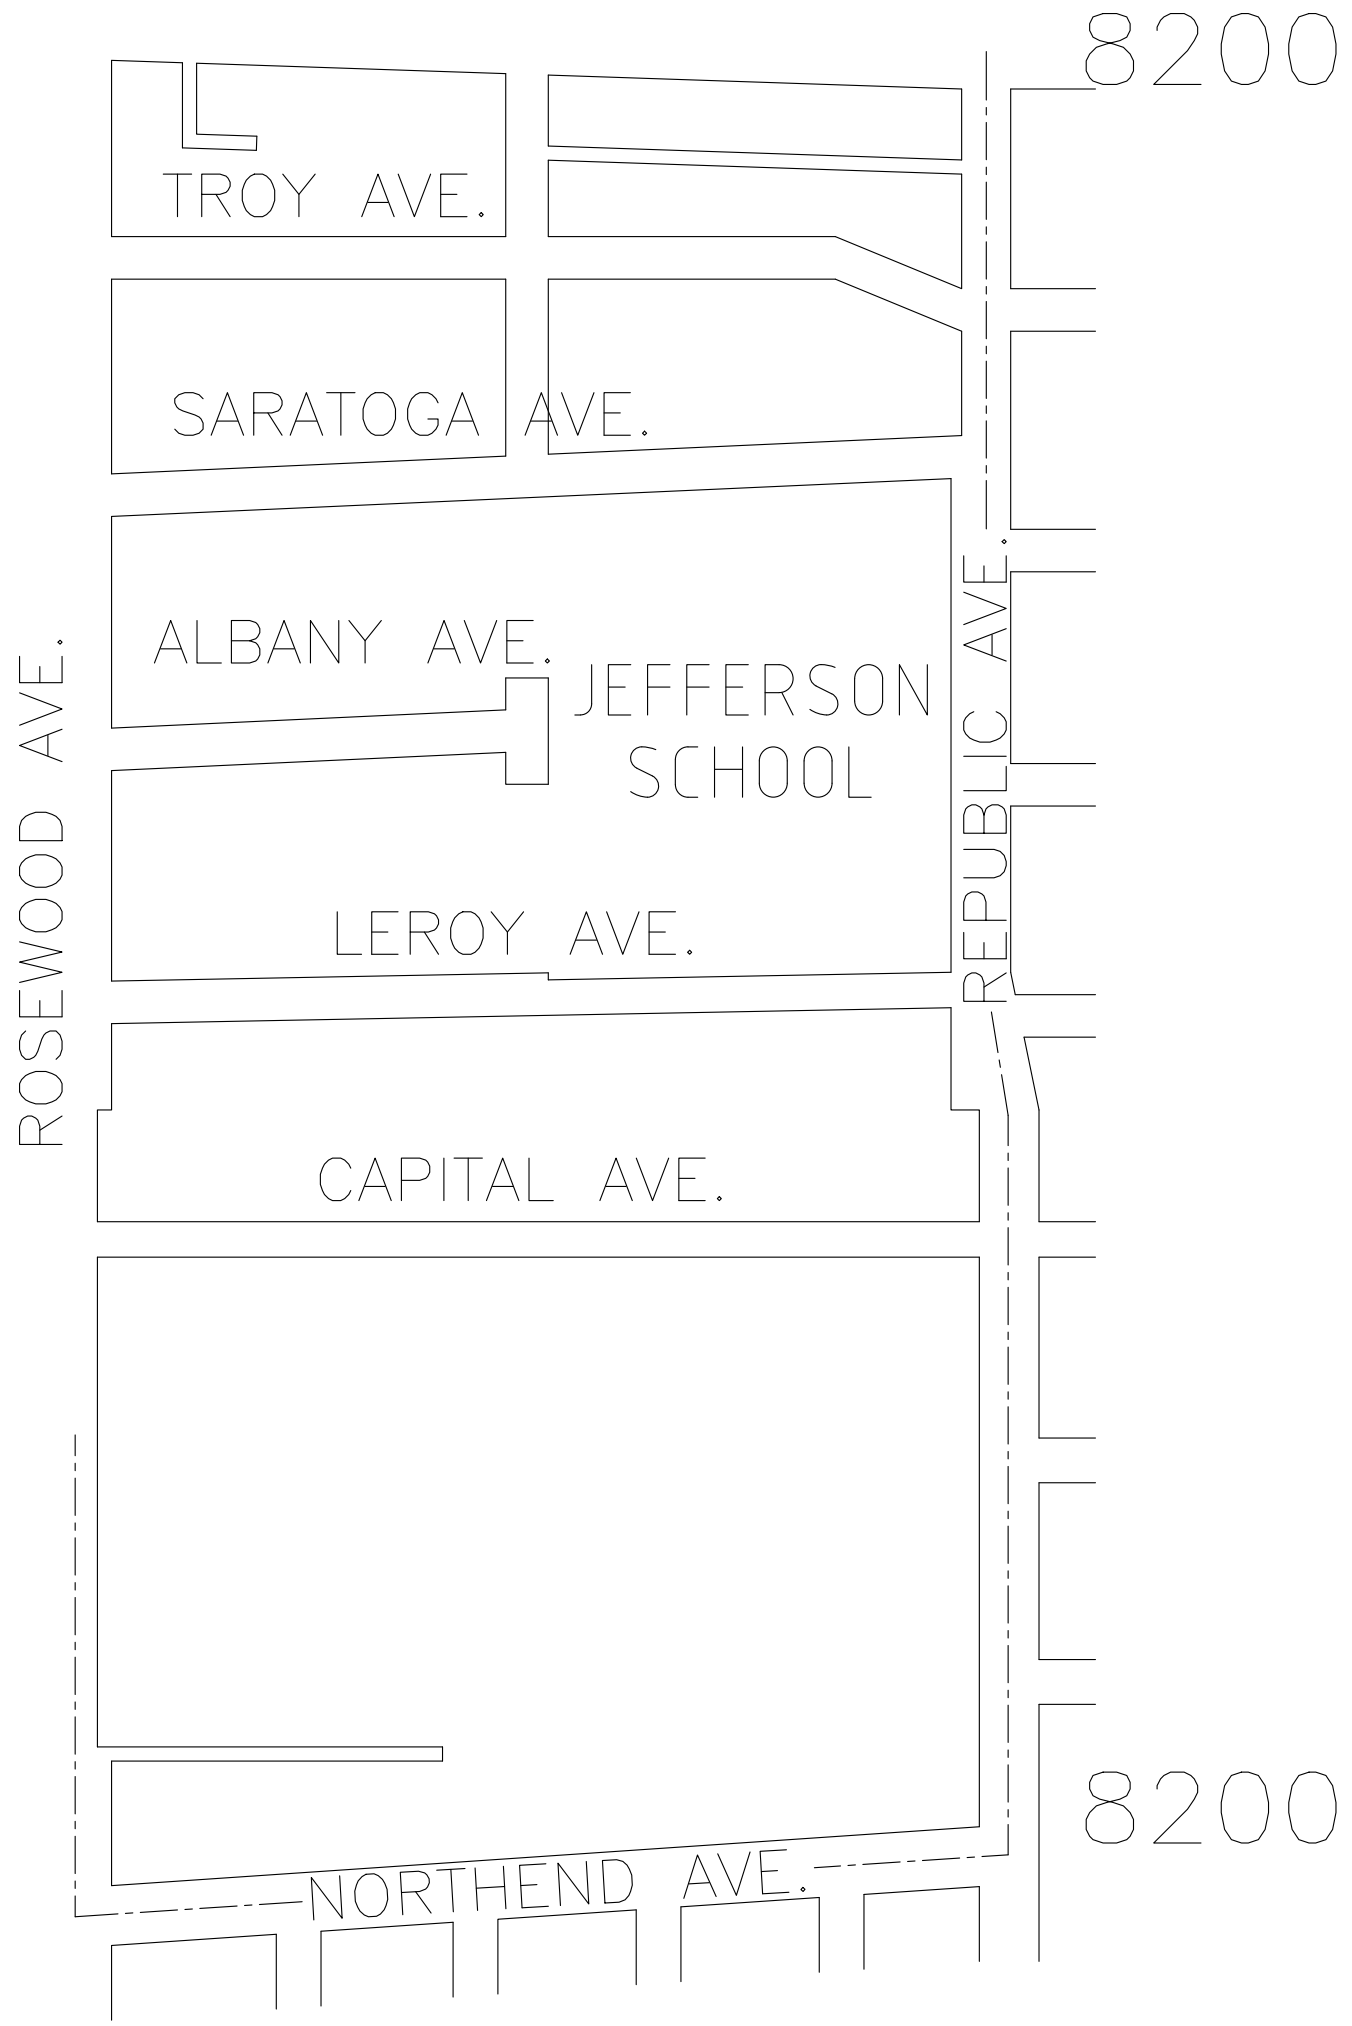 8200
TROY AVE.
SARATOGA AVE.
ALBANY AVE.
JEFFERSON
SCHOOL
REPUBLIC AVE.
ROSEWOOD AVE.
LEROY AVE.
CAPITAL AVE.
8200
NORTHEND AVE.